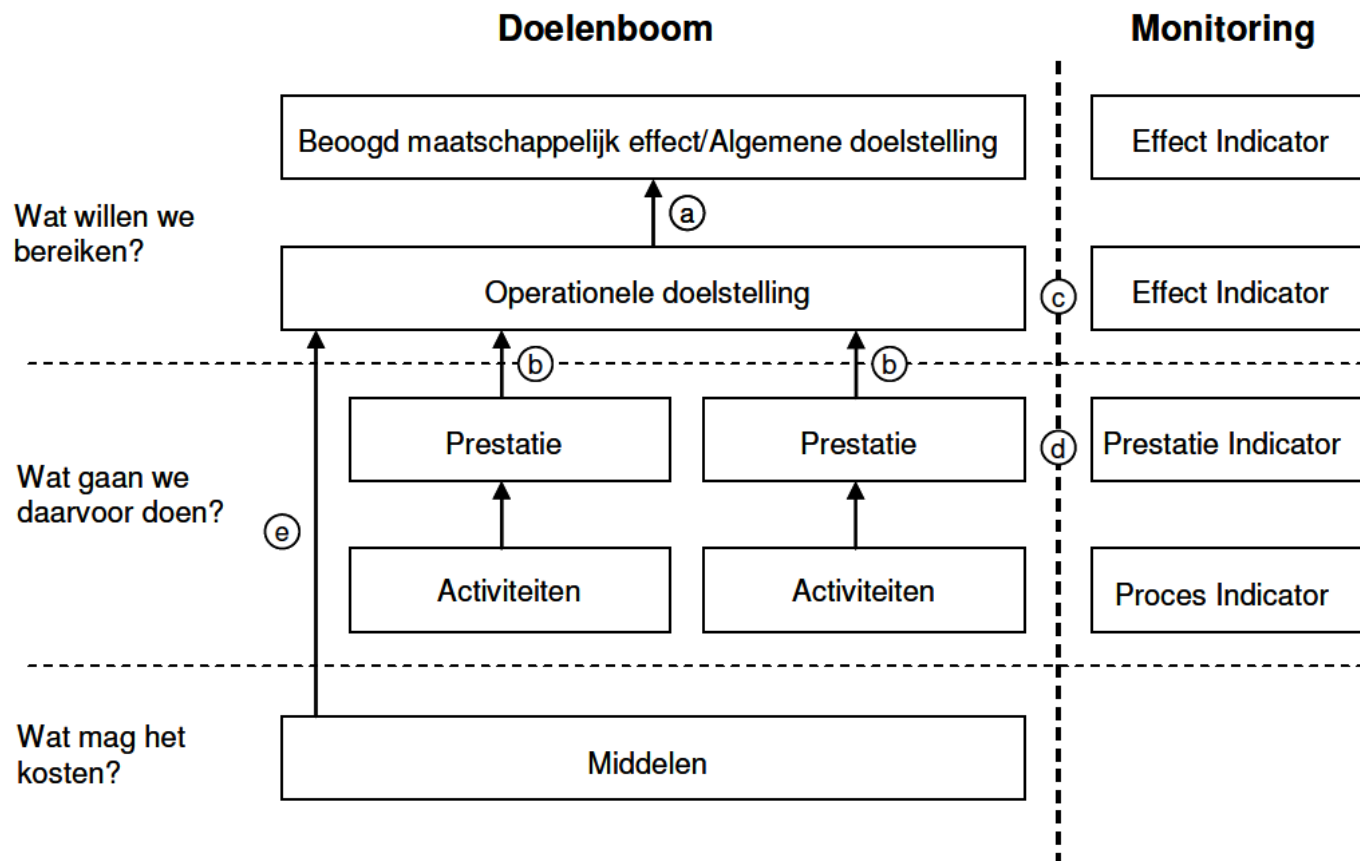 Doelenboom
Monitoring
Beoogd maatschappelijk effect/Algemene doelstelling
Effect Indicator
Wat willen we
bereiken?
a
Operationele doelstelling
c
Effect Indicator
b
b
Prestatie
Prestatie
d
Prestatie Indicator
Wat gaan we
daarvoor doen?
e
Activiteiten
Activiteiten
Proces Indicator
Wat mag het
kosten?
Middelen